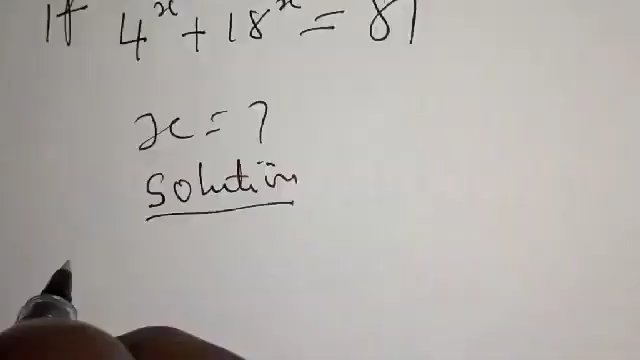 If 4^x + 18^x = 81
x = ?
Solution